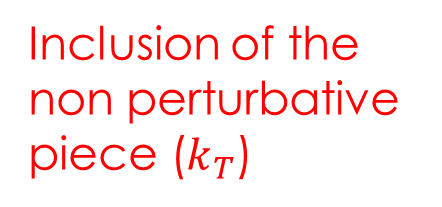 Inclusion of the
non perturbative
piece (𝑘𝑇)